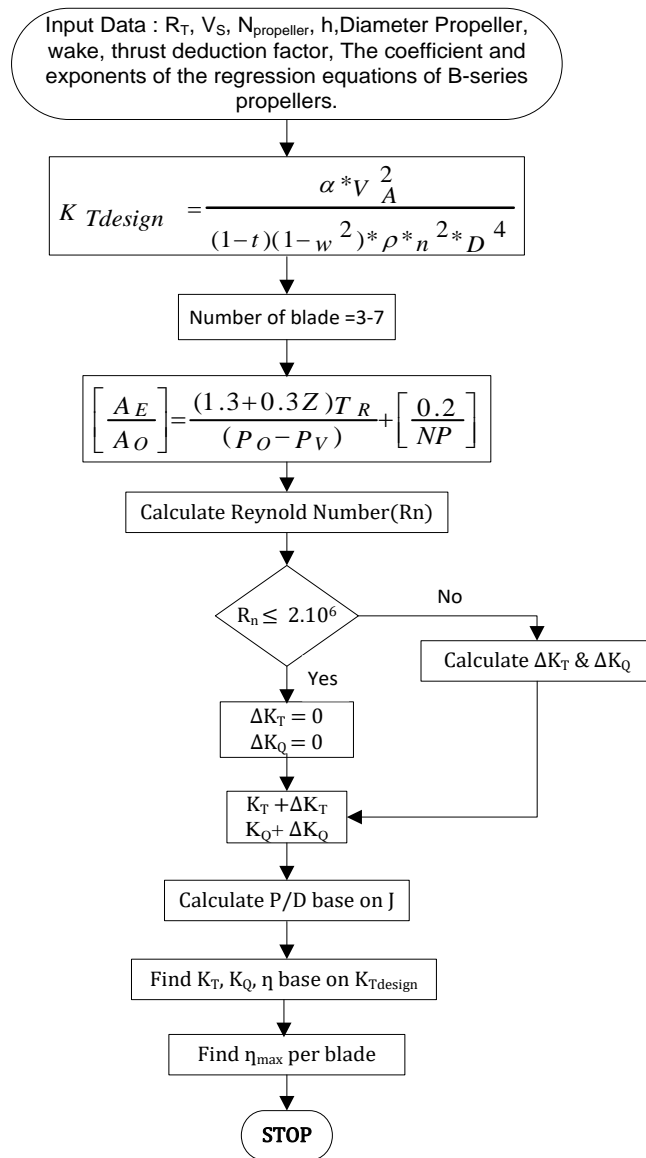 Input Data : R_T, V_S, N_propeller, h,Diameter Propeller,
wake, thrust deduction factor, The coefficient and
exponents of the regression equations of B-series
propellers.
K_Tdesign = \frac{α*V_A^2}{(1-t)(1-w^2)*ρ*n^2*D^4}
Number of blade =3-7
[\frac{A_E}{A_O}]=\frac{(1.3+0.3Z)T_R}{(P_O-P_V)}+[\frac{0.2}{NP}]
Calculate Reynold Number(Rn)
R_n ≤ 2.10^6
No
Calculate ΔK_T & ΔK_Q
Yes
ΔK_T = 0
ΔK_Q = 0
K_T +ΔK_T
K_Q+ ΔK_Q
Calculate P/D base on J
Find K_T, K_Q, η base on K_Tdesign
Find η_max per blade
STOP